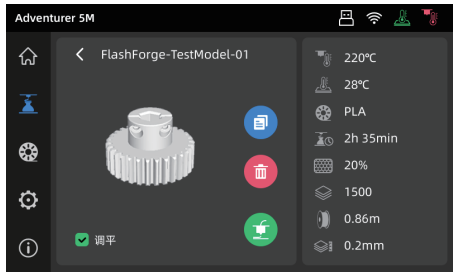 Adventurer 5M
FlashForge-TestModel-01
调平
220℃
28℃
PLA
2h 35min
20%
1500
0.86m
0.2mm